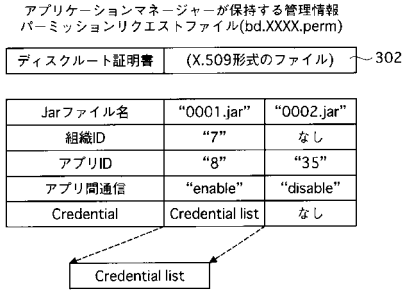 アプリケーションマネージャーが保持する管理情報
パーミッションリクエストファイル(bd.XXXX.perm)
ディスクルート証明書 (X.509形式のファイル) 302
Jarファイル名 “0001.jar” “0002.jar”
組織ID “7” なし
アプリID “8” “35”
アプリ間通信 “enable” “disable”
Credential Credential list なし
Credential list